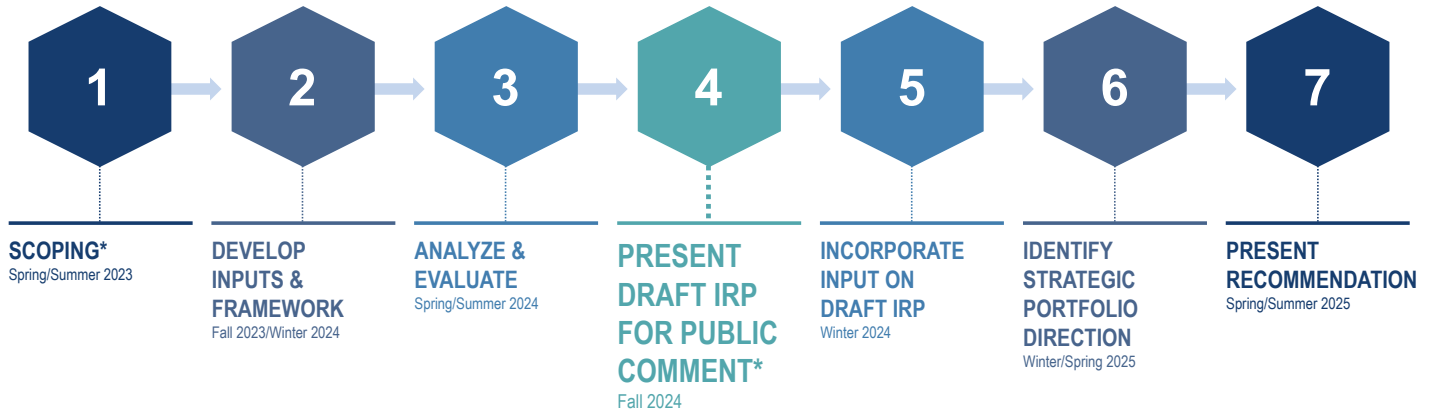 1
2
3
4
5
6
7
SCOPING*
Spring/Summer 2023
DEVELOP
INPUTS &
FRAMEWORK
Fall 2023/Winter 2024
ANALYZE &
EVALUATE
Spring/Summer 2024
PRESENT
DRAFT IRP
FOR PUBLIC
COMMENT*
Fall 2024
INCORPORATE
INPUT ON
DRAFT IRP
Winter 2024
IDENTIFY
STRATEGIC
PORTFOLIO
DIRECTION
Winter/Spring 2025
PRESENT
RECOMMENDATION
Spring/Summer 2025